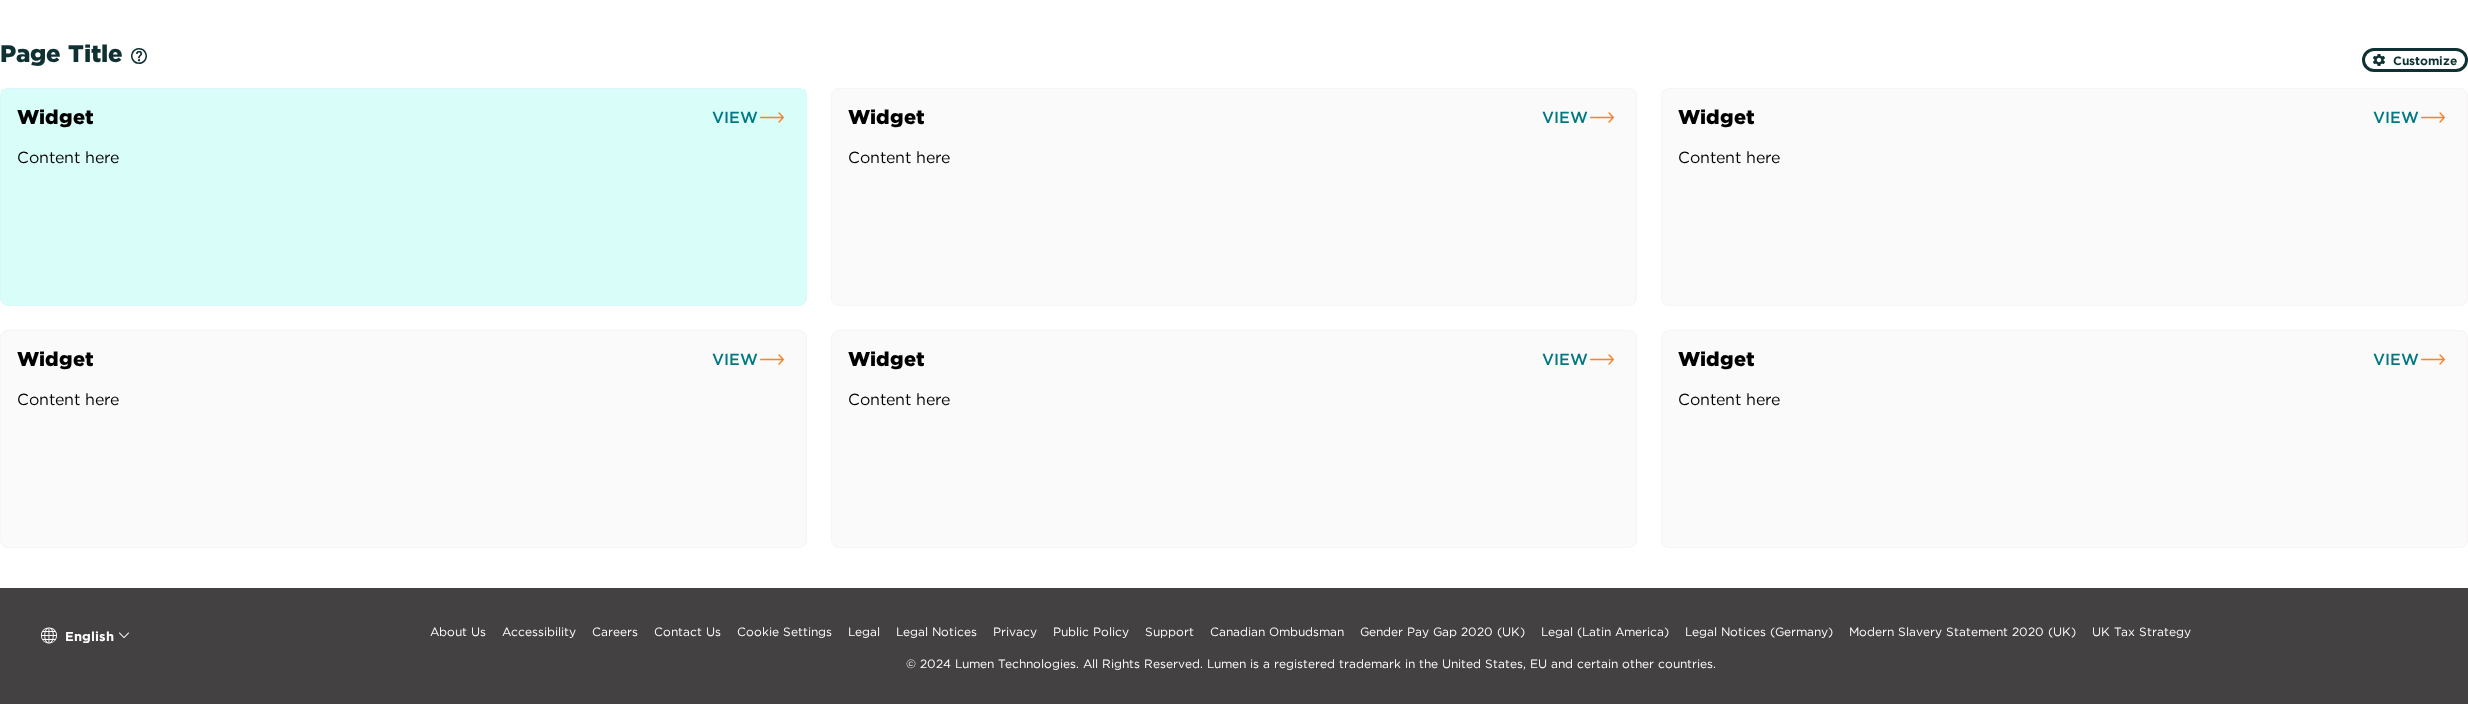 Page Title
Customize
Widget VIEW
Content here
Widget VIEW
Content here
Widget VIEW
Content here
Widget VIEW
Content here
Widget VIEW
Content here
Widget VIEW
Content here
English
About Us Accessibility Careers Contact Us Cookie Settings Legal Legal Notices Privacy Public Policy Support Canadian Ombudsman Gender Pay Gap 2020 (UK) Legal (Latin America) Legal Notices (Germany) Modern Slavery Statement 2020 (UK) UK Tax Strategy
© 2024 Lumen Technologies. All Rights Reserved. Lumen is a registered trademark in the United States, EU and certain other countries.